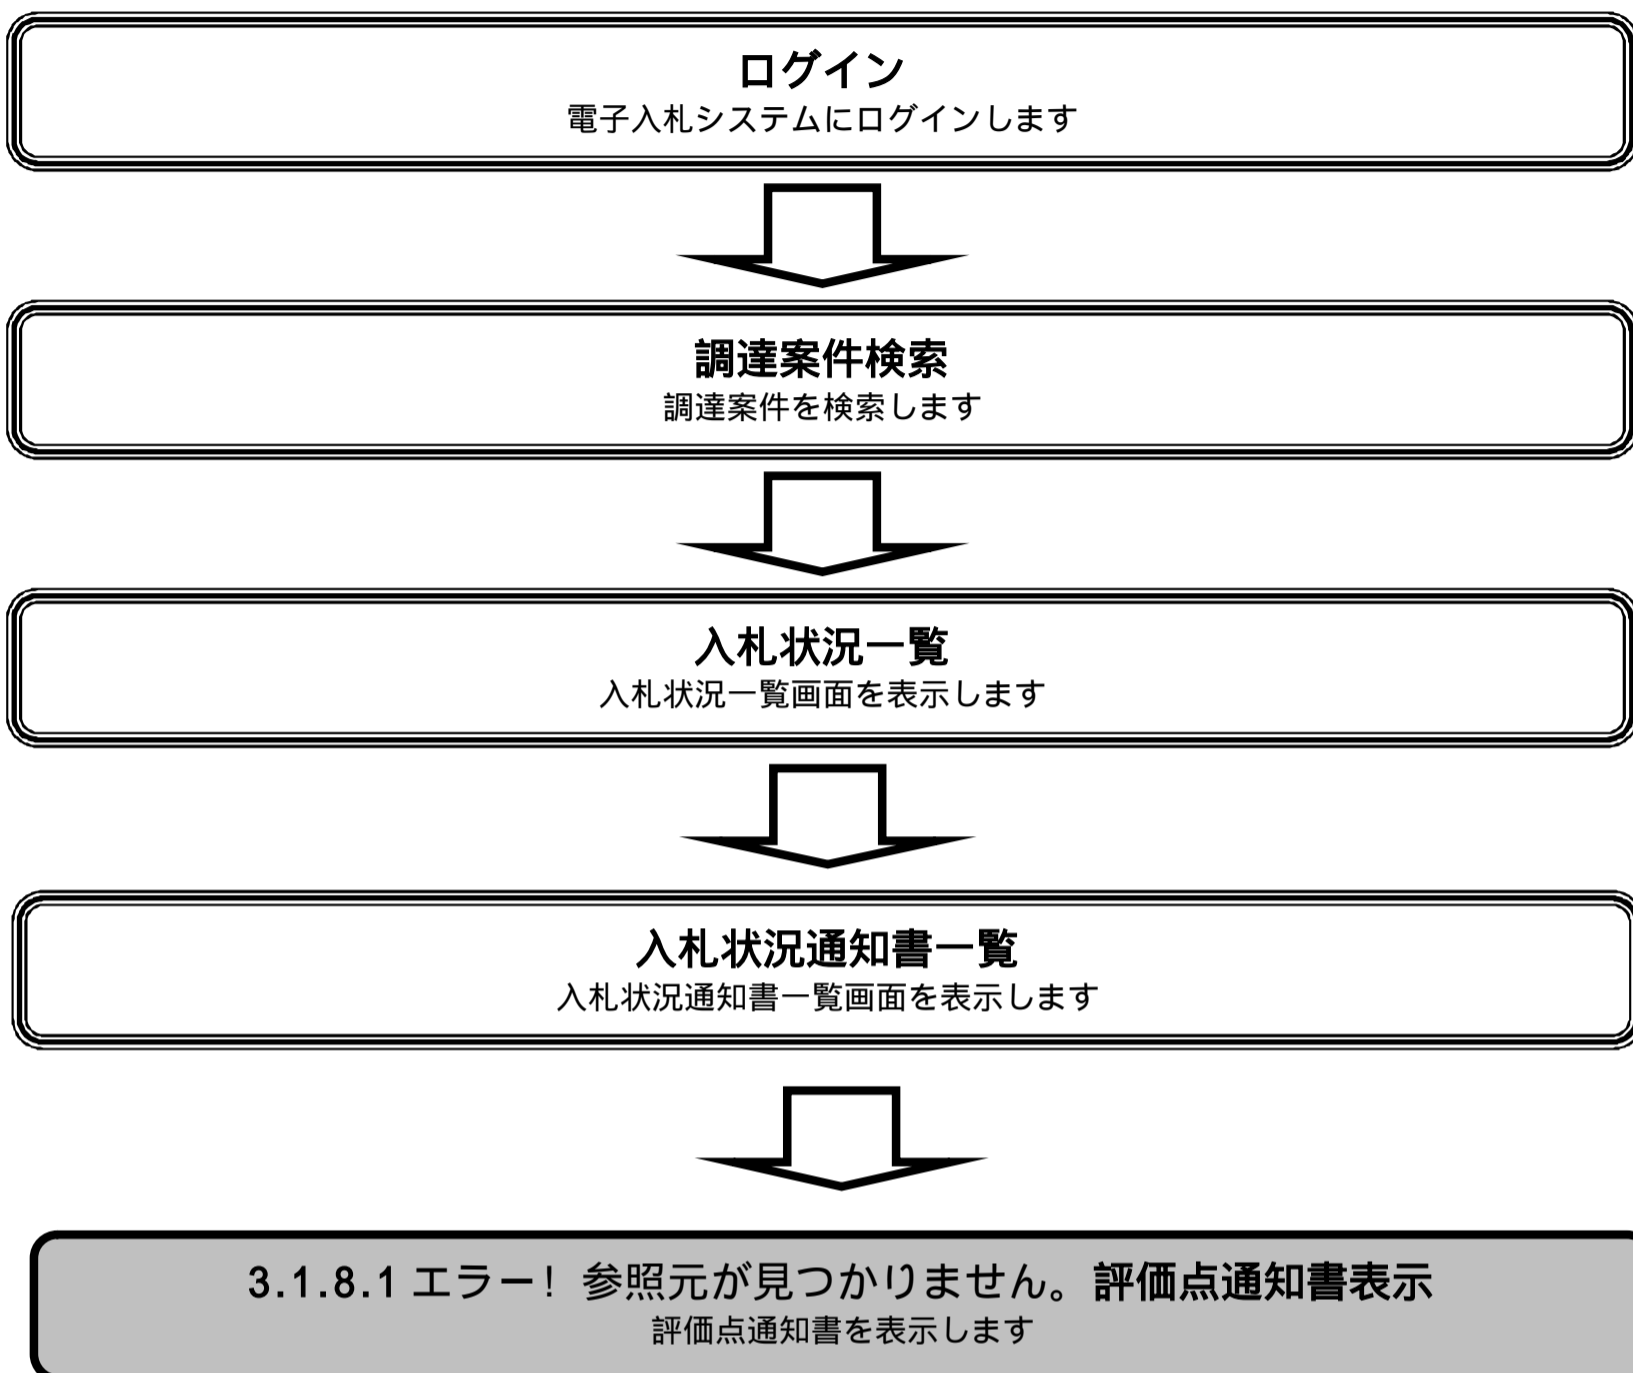 ログイン
電子入札システムにログインします
調達案件検索
調達案件を検索します
入札状況一覧
入札状況一覧画面を表示します
入札状況通知書一覧
入札状況通知書一覧画面を表示します
3.1.8.1 エラー! 参照元が見つかりません。評価点通知書表示
評価点通知書を表示します